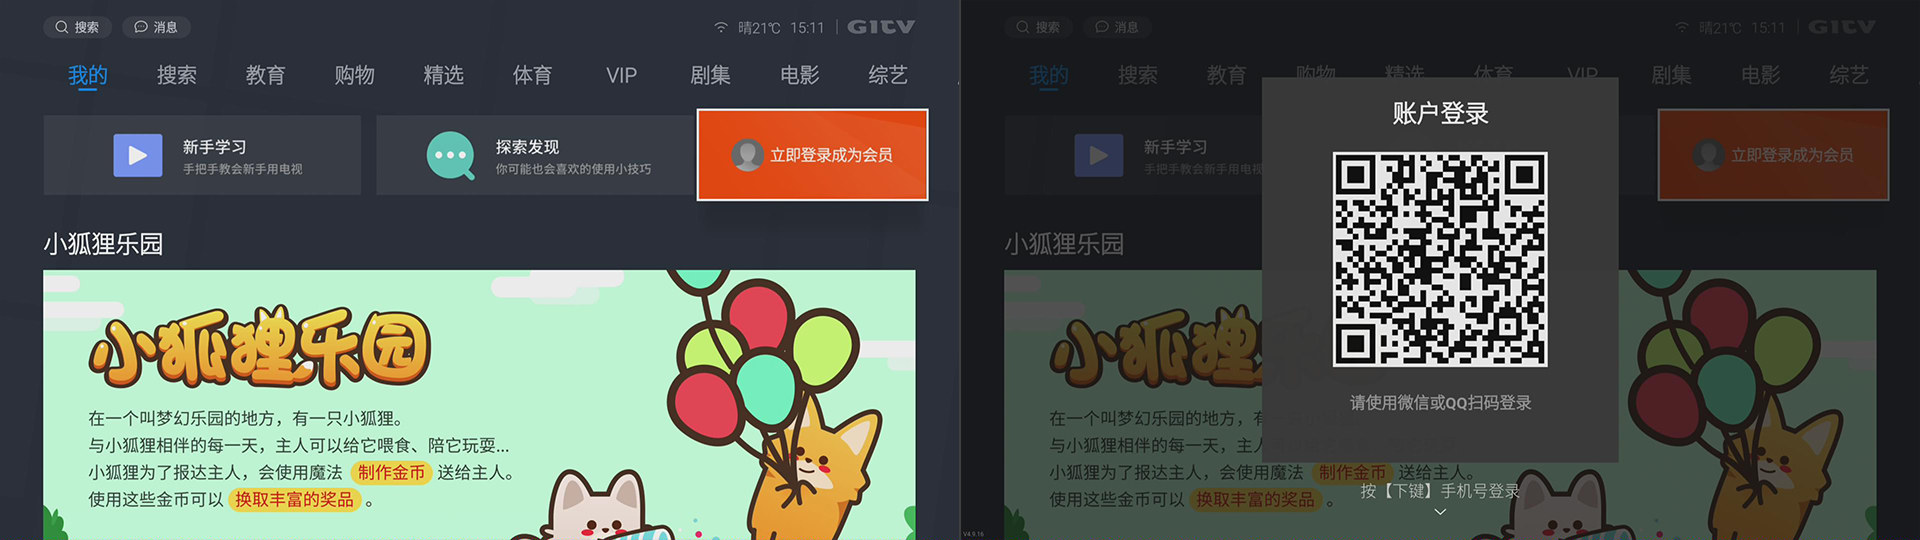 搜索 消息 晴21℃ 15:11 GITV
我的 搜索 教育 购物 精选 体育 VIP 剧集 电影 综艺
新手学习
手把手教会新手用电视
探索发现
你可能也会喜欢的使用小技巧
立即登录成为会员
小狐狸乐园
小狐狸乐园
在一个叫梦幻乐园的地方，有一只小狐狸。
与小狐狸相伴的每一天，主人可以给它喂食、陪它玩耍...
小狐狸为了报达主人，会使用魔法 制作金币 送给主人。
使用这些金币可以 换取丰富的奖品 。
搜索 消息 晴21℃ 15:11 GITV
我的 搜索 教育 购物 精选 体育 VIP 剧集 电影 综艺
新手学习
手把手教会新手用电视
立即登录成为会员
账户登录
请使用微信或QQ扫码登录
小狐狸乐园
小狐狸
在一个叫梦幻乐园的地方，有
与小狐狸相伴的每一天，主人
小狐狸为了报达主人，会使用魔法 制作金币 送给主人。
使用这些金币可以 换取丰富的奖品 。
按【下键】手机号登录
V4.9.16